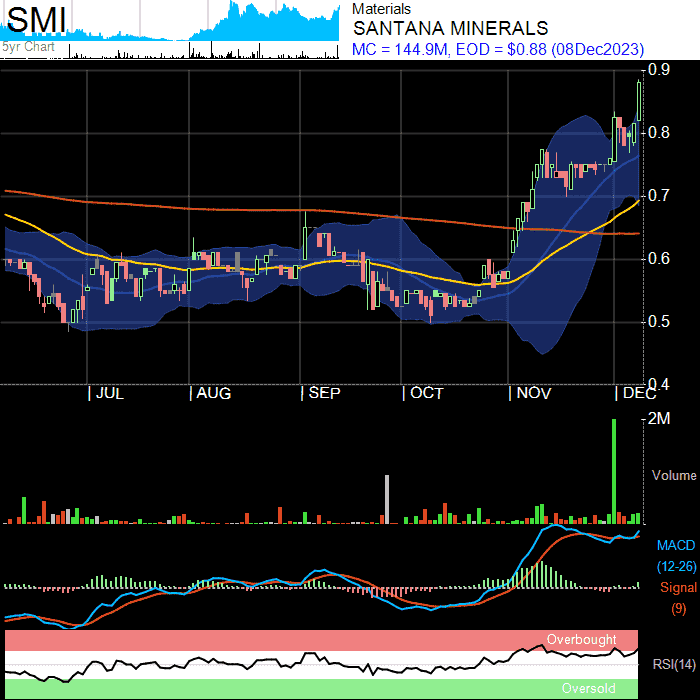 SMI
5yr Chart
Materials
SANTANA MINERALS
MC = 144.9M, EOD = $0.88 (08Dec2023)
0.9
0.8
0.7
0.6
0.5
0.4
JUL AUG SEP OCT NOV DEC
2M
Volume
MACD
(12-26)
Signal
(9)
Overbought
RSI(14)
Oversold